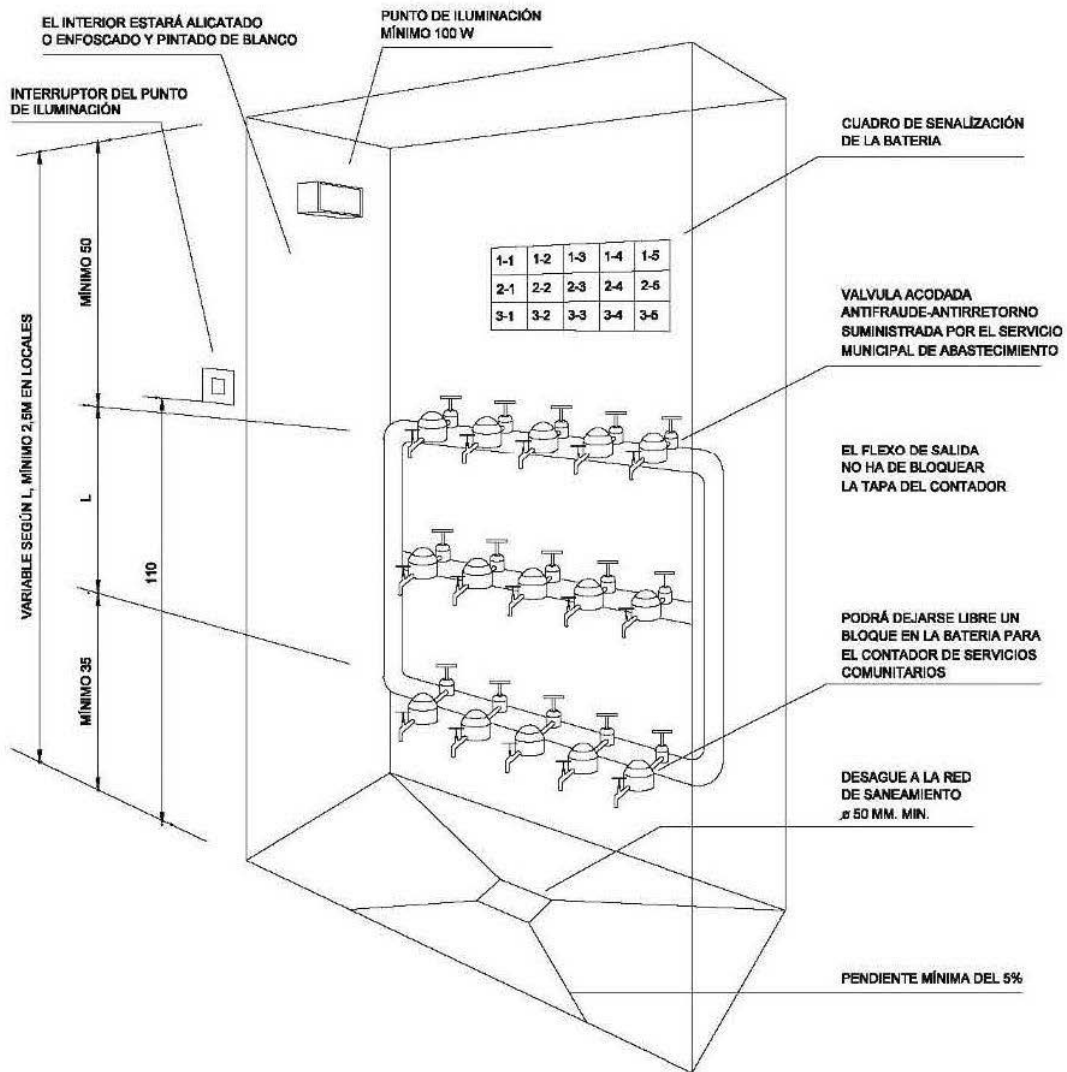 EL INTERIOR ESTARÁ ALICATADO
O ENFOSCADO Y PINTADO DE BLANCO
PUNTO DE ILUMINACIÓN
MÍNIMO 100 W
INTERRUPTOR DEL PUNTO
DE ILUMINACIÓN
CUADRO DE SENALÍZACIÓN
DE LA BATERIA
1-1 1-2 1-3 1-4 1-5
2-1 2-2 2-3 2-4 2-5
3-1 3-2 3-3 3-4 3-5
VALVULA ACODADA
ANTIFRAUDE-ANTIRRETORNO
SUMINISTRADA POR EL SERVICIO
MUNICIPAL DE ABASTECIMIENTO
EL FLEXO DE SALIDA
NO HA DE BLOQUEAR
LA TAPA DEL CONTADOR
PODRÁ DEJARSE LIBRE UN
BLOQUE EN LA BATERIA PARA
EL CONTADOR DE SERVICIOS
COMUNITARIOS
DESAGUE A LA RED
DE SANEAMIENTO
ø 50 MM. MIN.
PENDIENTE MÍNIMA DEL 5%
VARIABLE SEGÚN L, MÍNIMO 2,5M EN LOCALES
MÍNIMO 50
L
MÍNIMO 35
110